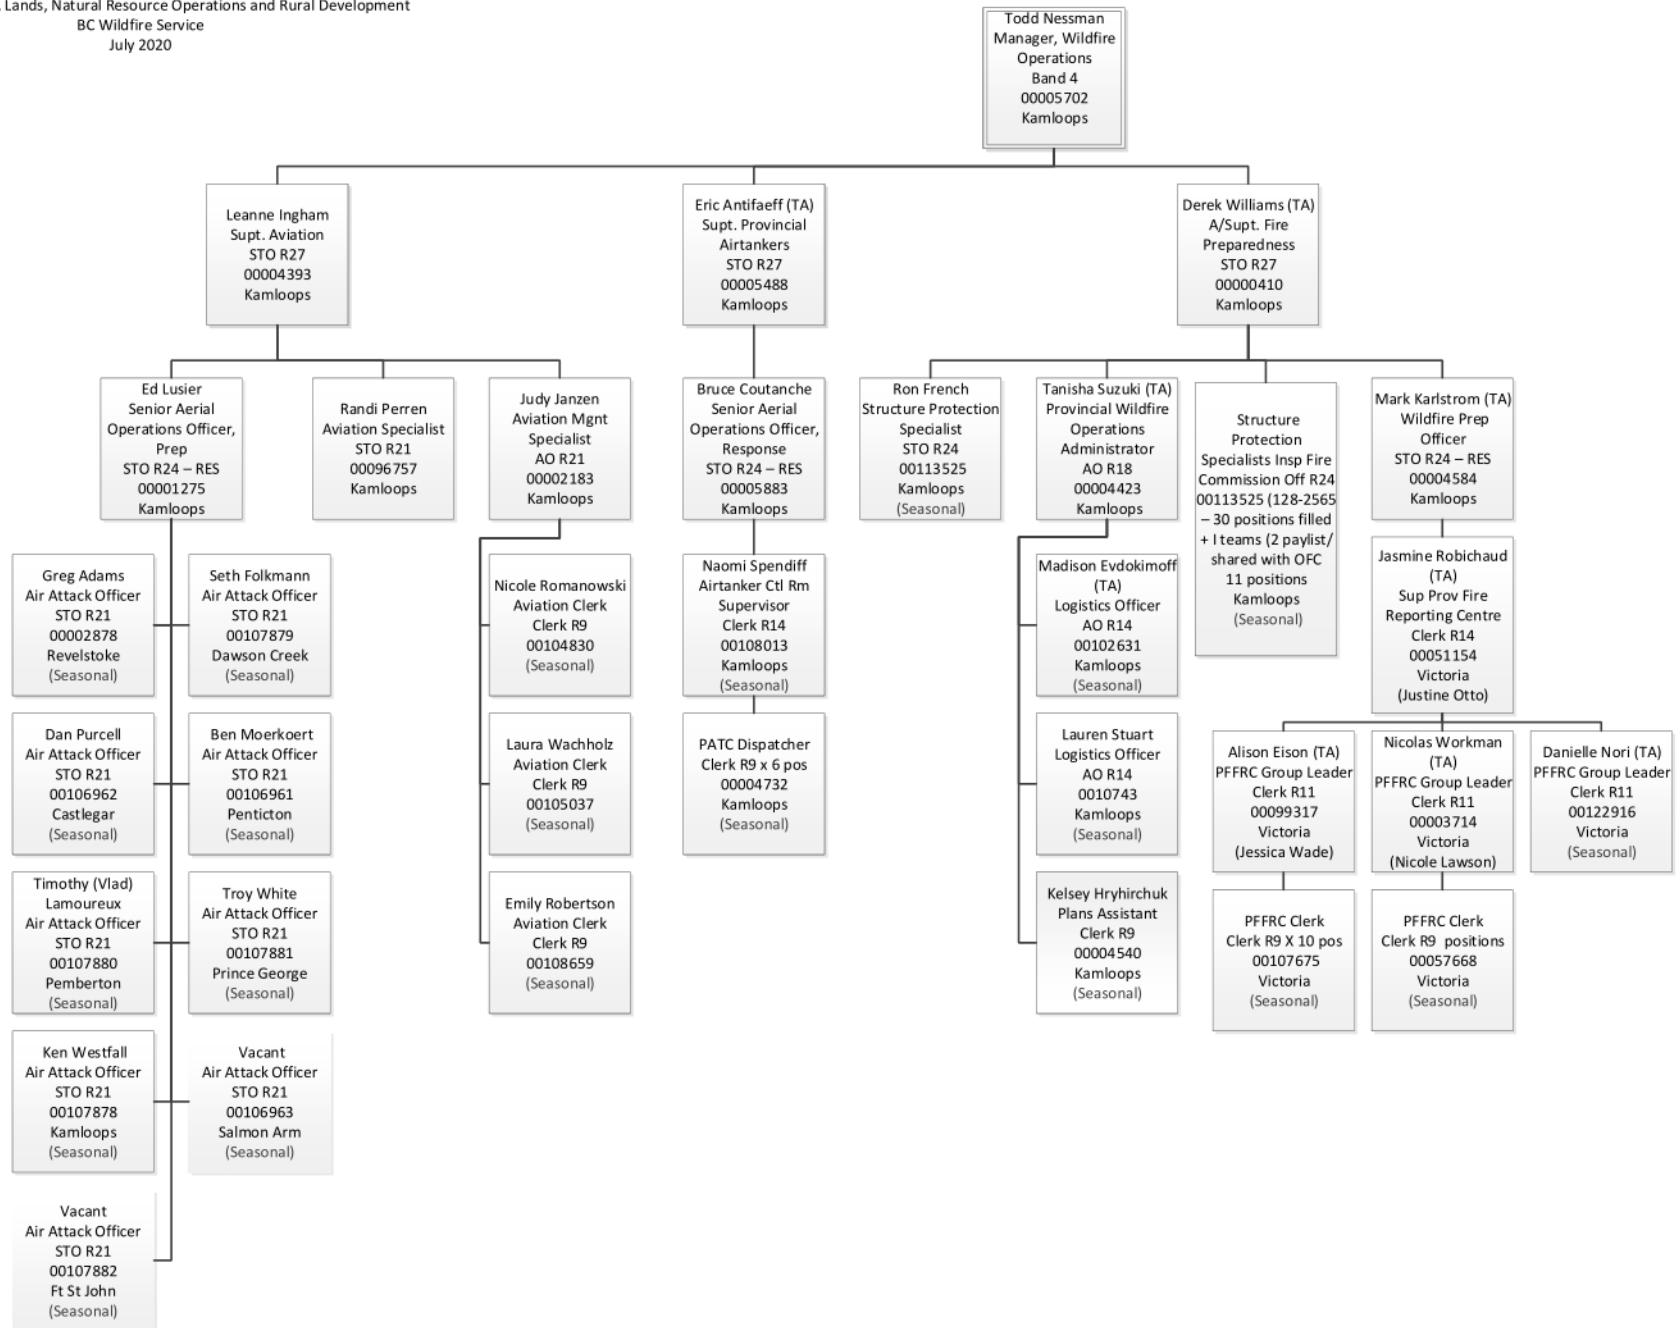 , Lands, Natural Resource Operations and Rural Development
BC Wildfire Service
July 2020
Todd Nessman
Manager, Wildfire
Operations
Band 4
00005702
Kamloops
Leanne Ingham
Supt. Aviation
STO R27
00004393
Kamloops
Eric Antifaeff (TA)
Supt. Provincial
Airtankers
STO R27
00005488
Kamloops
Derek Williams (TA)
A/Supt. Fire
Preparedness
STO R27
00000410
Kamloops
Ed Lusier
Senior Aerial
Operations Officer,
Prep
STO R24 – RES
00001275
Kamloops
Randi Perren
Aviation Specialist
STO R21
00096757
Kamloops
Judy Janzen
Aviation Mgnt
Specialist
AO R21
00002183
Kamloops
Bruce Coutanche
Senior Aerial
Operations Officer,
Response
STO R24 – RES
00005883
Kamloops
Ron French
Structure Protection
Specialist
STO R24
00113525
Kamloops
(Seasonal)
Tanisha Suzuki (TA)
Provincial Wildfire
Operations
Administrator
AO R18
00004423
Kamloops
Structure
Protection
Specialists Insp Fire
Commission Off R24
00113525 (128-2565
– 30 positions filled
+ I teams (2 paylist/
shared with OFC
11 positions
Kamloops
(Seasonal)
Mark Karlstrom (TA)
Wildfire Prep
Officer
STO R24 – RES
00004584
Kamloops
Greg Adams
Air Attack Officer
STO R21
00002878
Revelstoke
(Seasonal)
Seth Folkmann
Air Attack Officer
STO R21
00107879
Dawson Creek
(Seasonal)
Nicole Romanowski
Aviation Clerk
Clerk R9
00104830
(Seasonal)
Naomi Spendiff
Airtanker Ctl Rm
Supervisor
Clerk R14
00108013
Kamloops
(Seasonal)
Madison Evdokimoff
(TA)
Logistics Officer
AO R14
00102631
Kamloops
(Seasonal)
Jasmine Robichaud
(TA)
Sup Prov Fire
Reporting Centre
Clerk R14
00051154
Victoria
(Justine Otto)
Dan Purcell
Air Attack Officer
STO R21
00106962
Castlegar
(Seasonal)
Ben Moerkoert
Air Attack Officer
STO R21
00106961
Penticton
(Seasonal)
Laura Wachholz
Aviation Clerk
Clerk R9
00105037
(Seasonal)
PATC Dispatcher
Clerk R9 x 6 pos
00004732
Kamloops
(Seasonal)
Lauren Stuart
Logistics Officer
AO R14
0010743
Kamloops
(Seasonal)
Alison Eison (TA)
PFFRC Group Leader
Clerk R11
00099317
Victoria
(Jessica Wade)
Nicolas Workman
(TA)
PFFRC Group Leader
Clerk R11
00003714
Victoria
(Nicole Lawson)
Danielle Nori (TA)
PFFRC Group Leader
Clerk R11
00122916
Victoria
(Seasonal)
Timothy (Vlad)
Lamoureux
Air Attack Officer
STO R21
00107880
Pemberton
(Seasonal)
Troy White
Air Attack Officer
STO R21
00107881
Prince George
(Seasonal)
Emily Robertson
Aviation Clerk
Clerk R9
00108659
(Seasonal)
Kelsey Hryhirchuk
Plans Assistant
Clerk R9
00004540
Kamloops
(Seasonal)
PFFRC Clerk
Clerk R9 X 10 pos
00107675
Victoria
(Seasonal)
PFFRC Clerk
Clerk R9 positions
00057668
Victoria
(Seasonal)
Ken Westfall
Air Attack Officer
STO R21
00107878
Kamloops
(Seasonal)
Vacant
Air Attack Officer
STO R21
00106963
Salmon Arm
(Seasonal)
Vacant
Air Attack Officer
STO R21
00107882
Ft St John
(Seasonal)